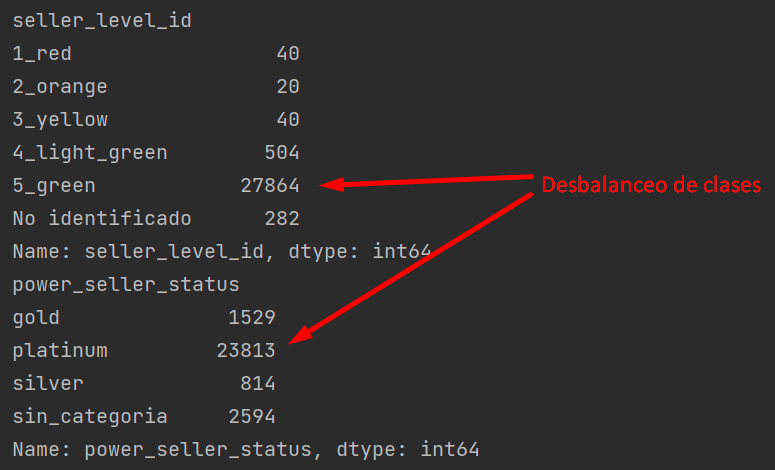 seller_level_id
1_red 40
2_orange 20
3_yellow 40
4_light_green 504
5_green 27864
Desbalanceo de clases
No identificado 282
Name: seller_level_id, dtype: int64
power_seller_status
gold 1529
platinum 23813
silver 814
sin_categoria 2594
Name: power_seller_status, dtype: int64